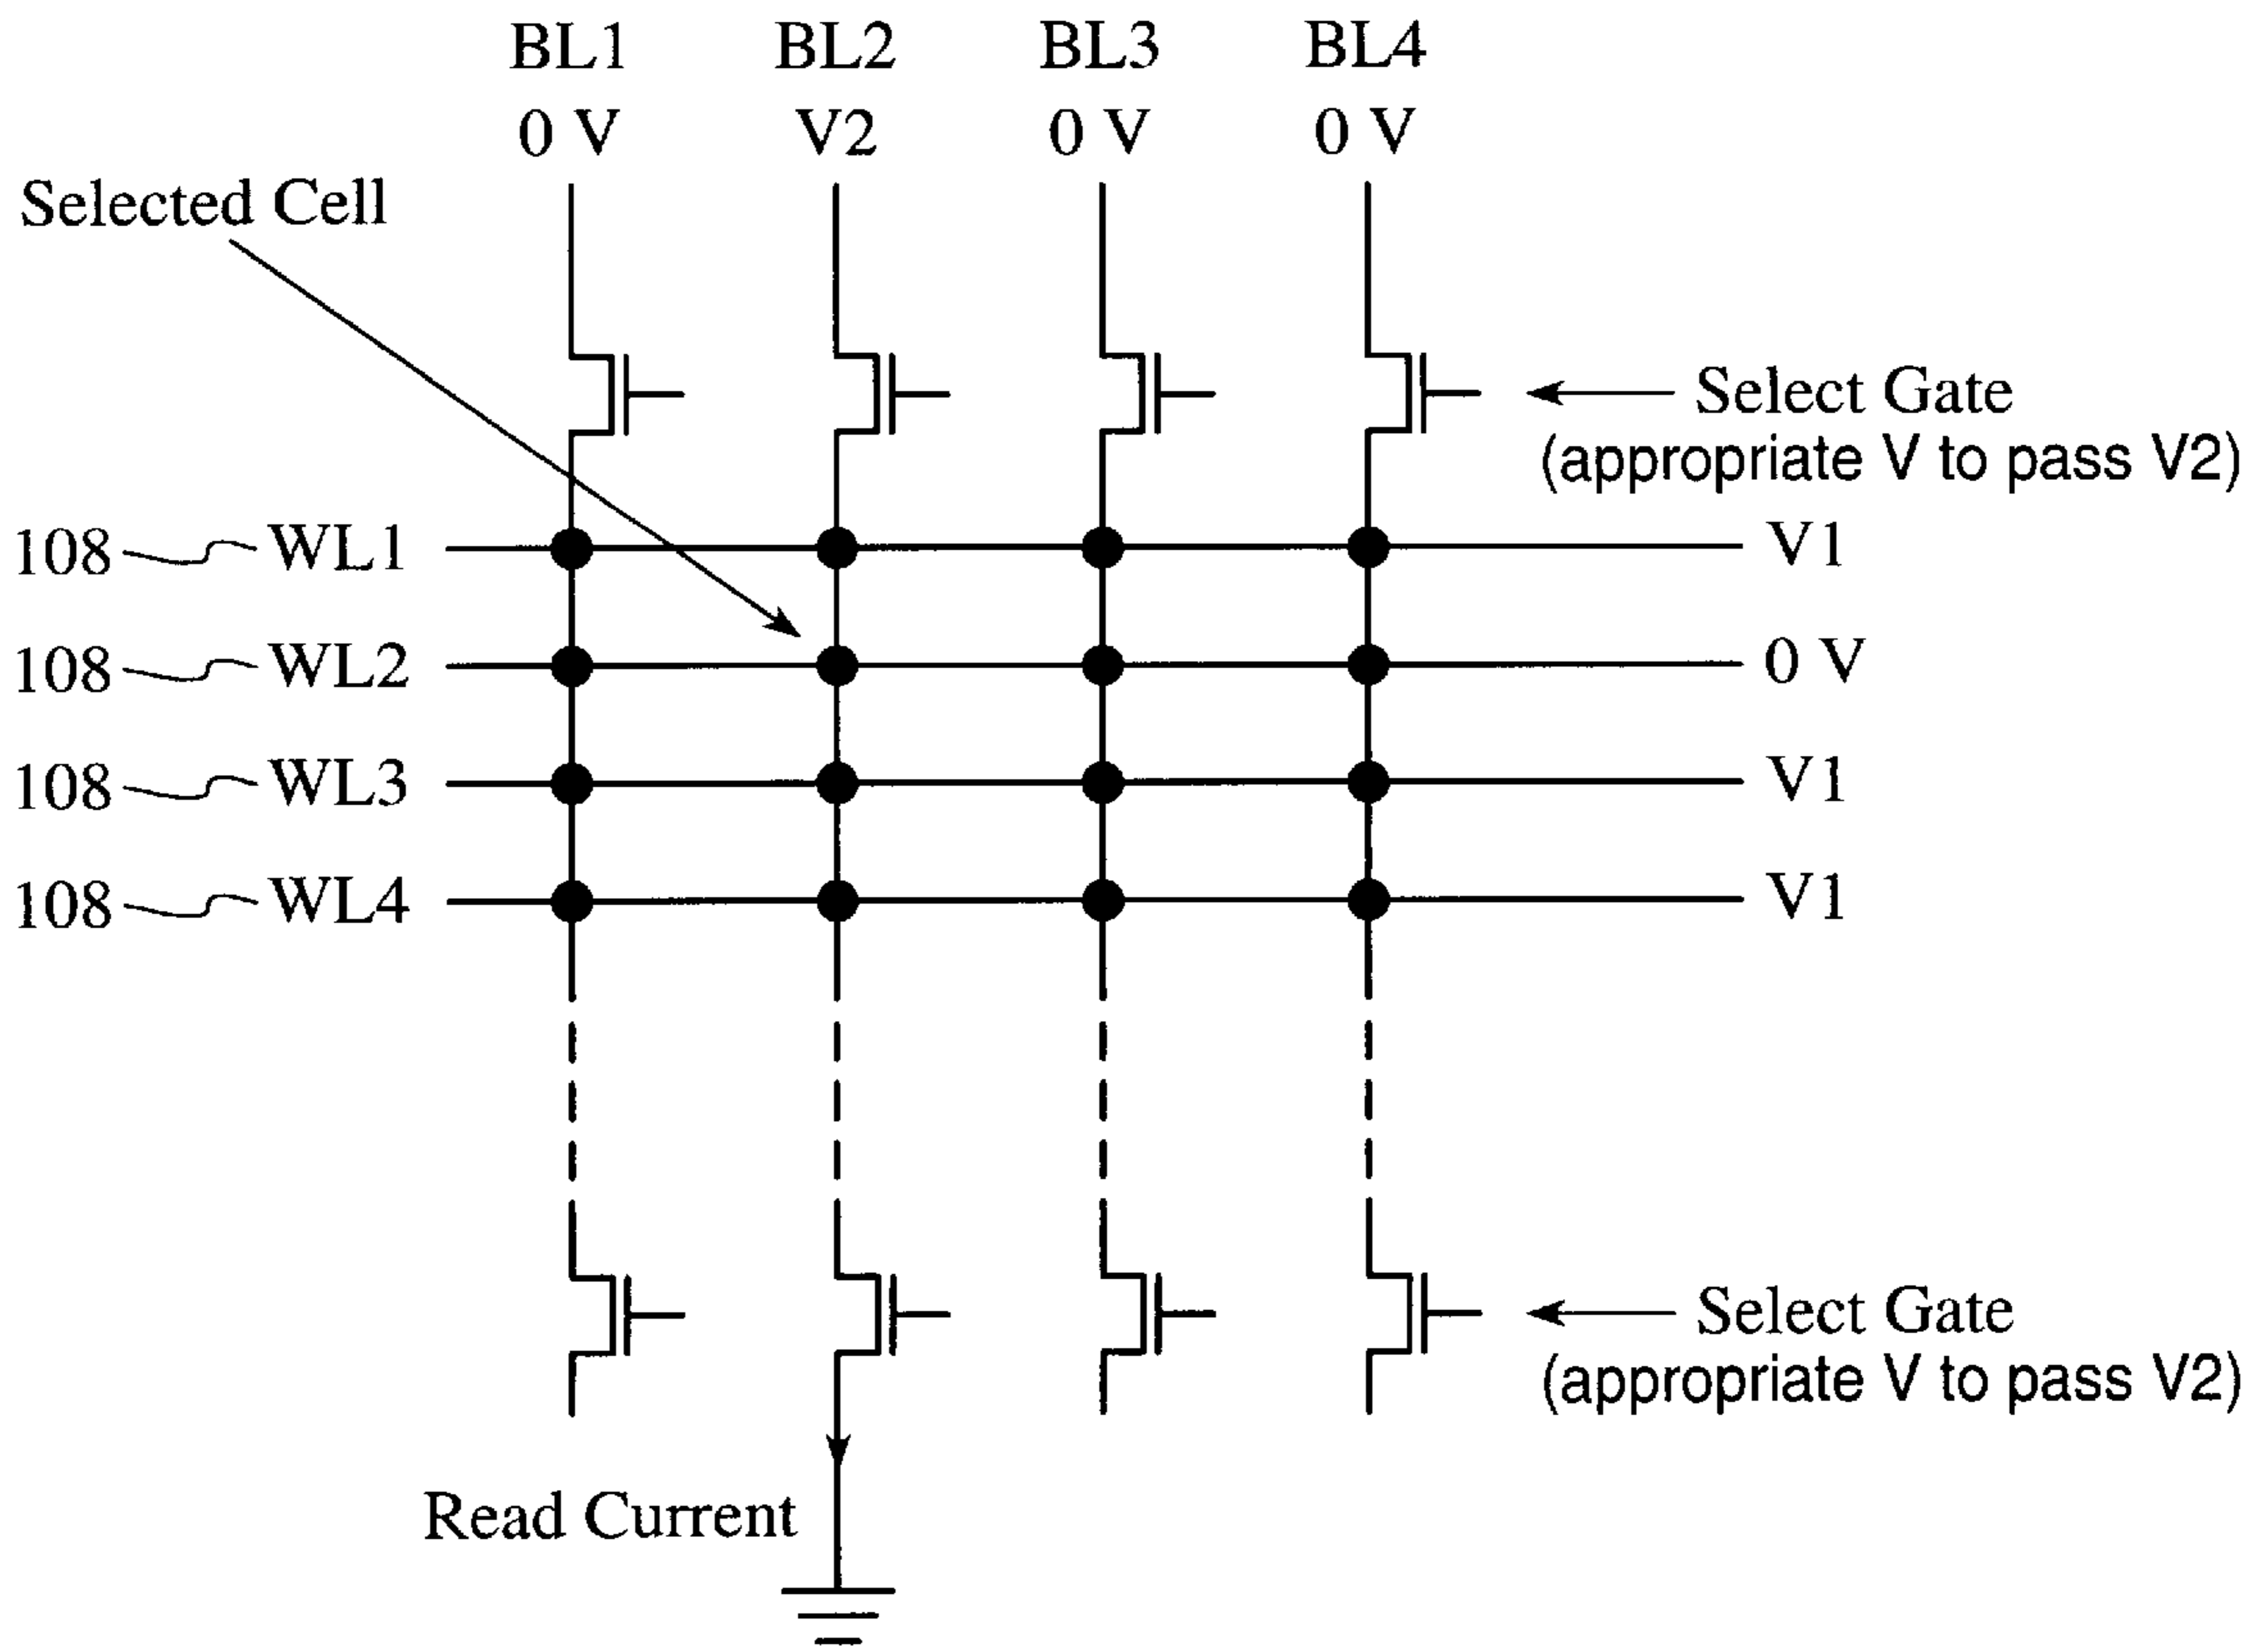 BL1 BL2 BL3 BL4
0 V V2 0 V 0 V
Selected Cell
Select Gate
(appropriate V to pass V2)
108 WL1 V1
108 WL2 0 V
108 WL3 V1
108 WL4 V1
Select Gate
(appropriate V to pass V2)
Read Current